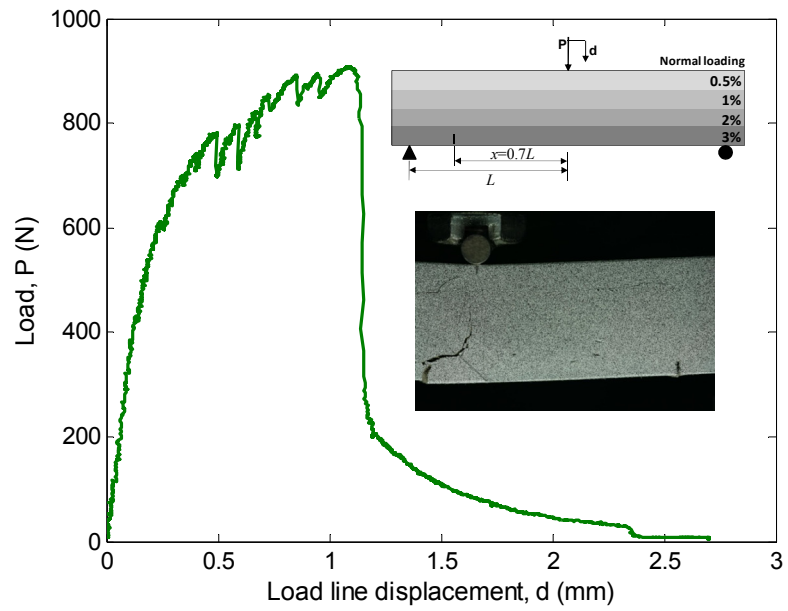 1000
800
600
400
200
0
Load, P (N)
0 0.5 1 1.5 2 2.5 3
Load line displacement, d (mm)
P
d
Normal loading
0.5%
1%
2%
3%
x=0.7L
L